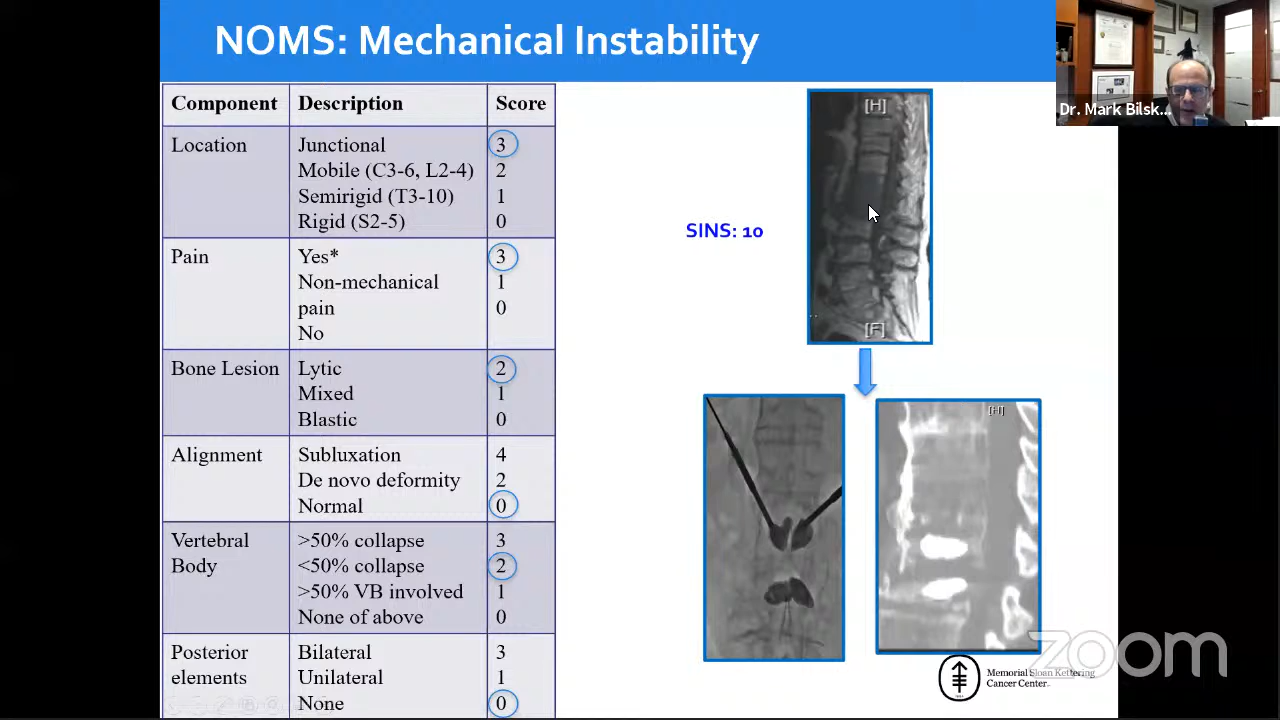 NOMS: Mechanical Instability
Dr. Mark Bilsk...
Component Description Score
Location Junctional 3
Mobile (C3-6, L2-4) 2
Semirigid (T3-10) 1
Rigid (S2-5) 0
Pain Yes* 3
Non-mechanical 1
pain 0
No
Bone Lesion Lytic 2
Mixed 1
Blastic 0
Alignment Subluxation 4
De novo deformity 2
Normal 0
Vertebral >50% collapse 3
Body <50% collapse 2
>50% VB involved 1
None of above 0
Posterior Bilateral 3
elements Unilateral 1
None 0
SINS: 10
[H]
[F]
[H]
Memorial Sloan Kettering
Cancer Center
zoom